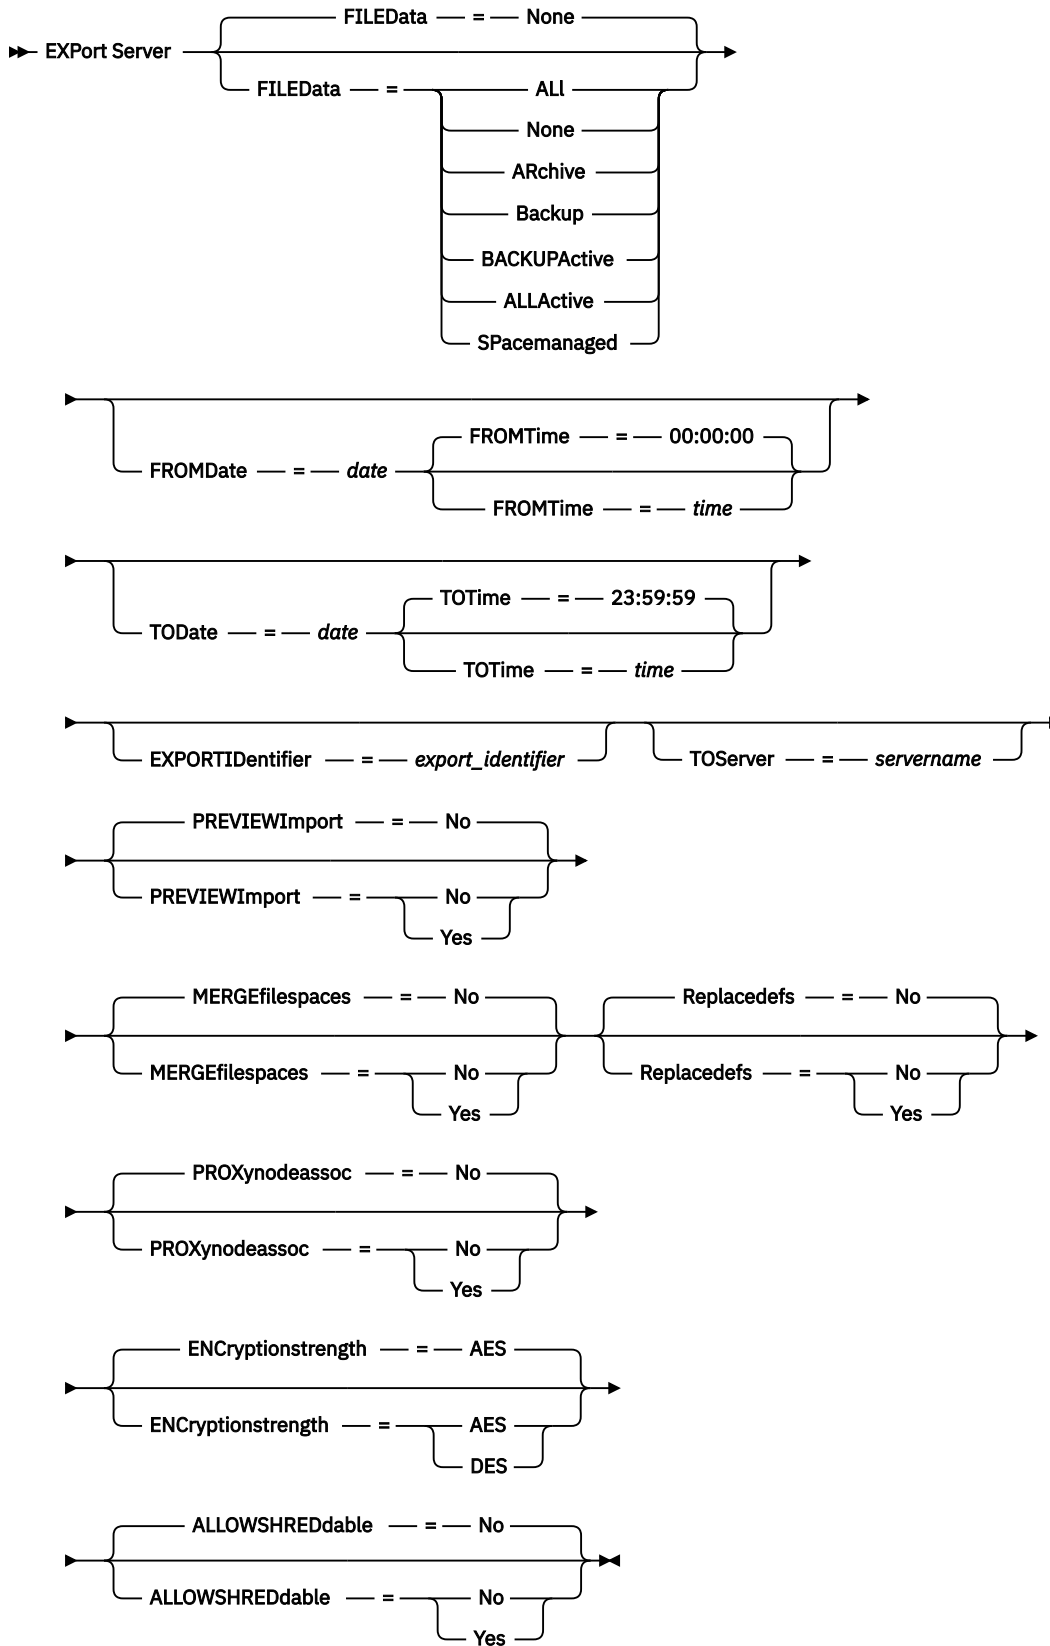 FILEData = None
EXPort Server
FILEData = ALl
None
ARchive
Backup
BACKUPActive
ALLActive
SPacemanaged
FROMTime = 00:00:00
FROMDate = date
FROMTime = time
TOTime = 23:59:59
TODate = date
TOTime = time
EXPORTIDentifier = export_identifier TOServer = servername
PREVIEWImport = No
PREVIEWImport = No
Yes
MERGEfilespaces = No Replacedefs = No
MERGEfilespaces = No Replacedefs = No
Yes Yes
PROXynodeassoc = No
PROXynodeassoc = No
Yes
ENCryptionstrength = AES
ENCryptionstrength = AES
DES
ALLOWSHREDdable = No
ALLOWSHREDdable = No
Yes